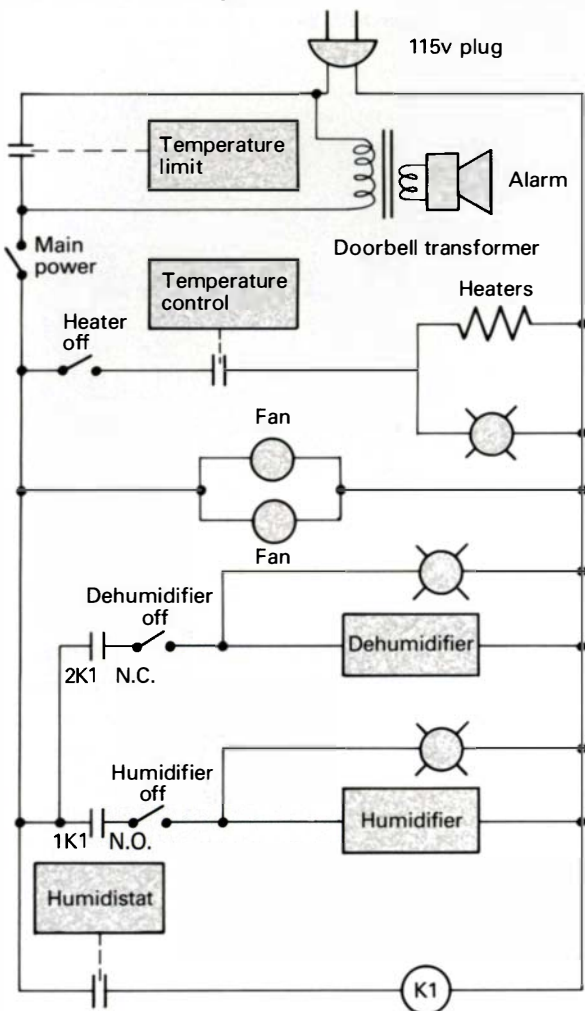 115v plug
Temperature
limit
Alarm
Doorbell transformer
Main
power
Temperature
control
Heaters
Heater
off
Fan
Fan
Dehumidifier
off
2K1 N.C.
Dehumidifier
Humidifier
off
1K1 N.O.
Humidifier
Humidistat
K1